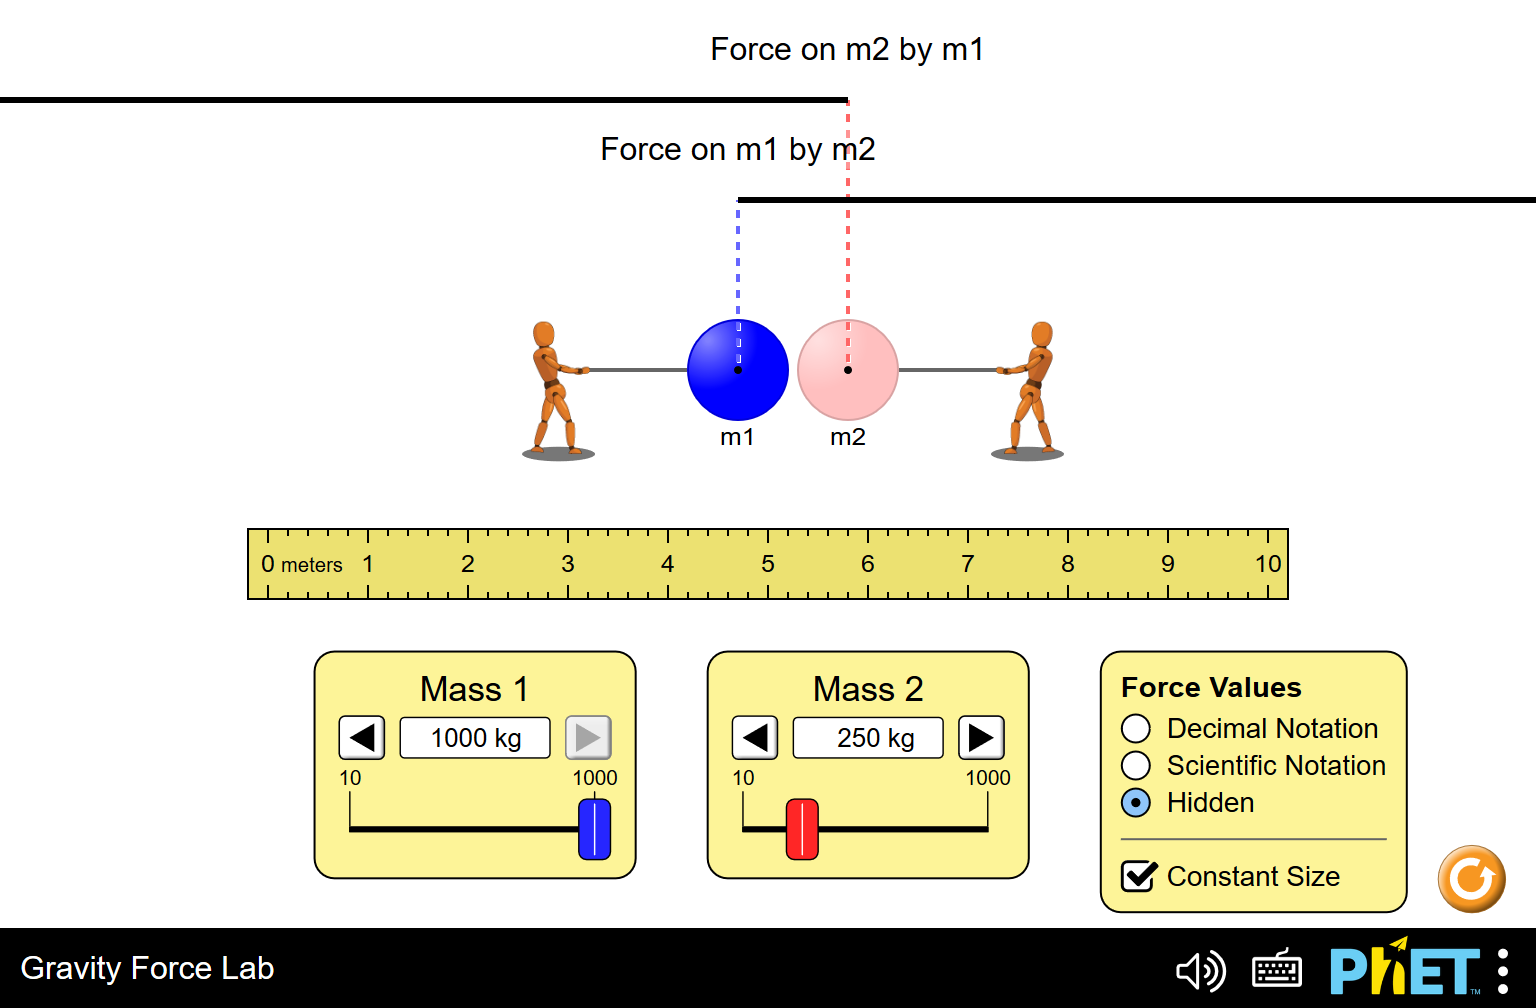 Force on m2 by m1
Force on m1 by m2
m1 m2
0 meters 1 2 3 4 5 6 7 8 9 10
Mass 1
1000 kg
10 1000
Mass 2
250 kg
10 1000
Force Values
Decimal Notation
Scientific Notation
Hidden
Constant Size
Gravity Force Lab
PhET™